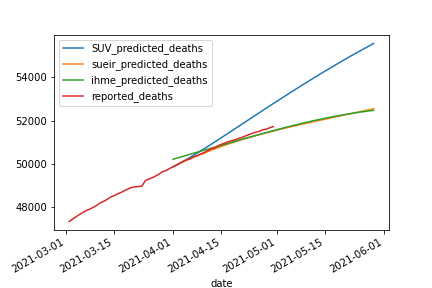 SUV_predicted_deaths
sueir_predicted_deaths
ihme_predicted_deaths
reported_deaths
54000
52000
50000
48000
2021-03-01
2021-03-15
2021-04-01
2021-04-15
2021-05-01
2021-05-15
2021-06-01
date